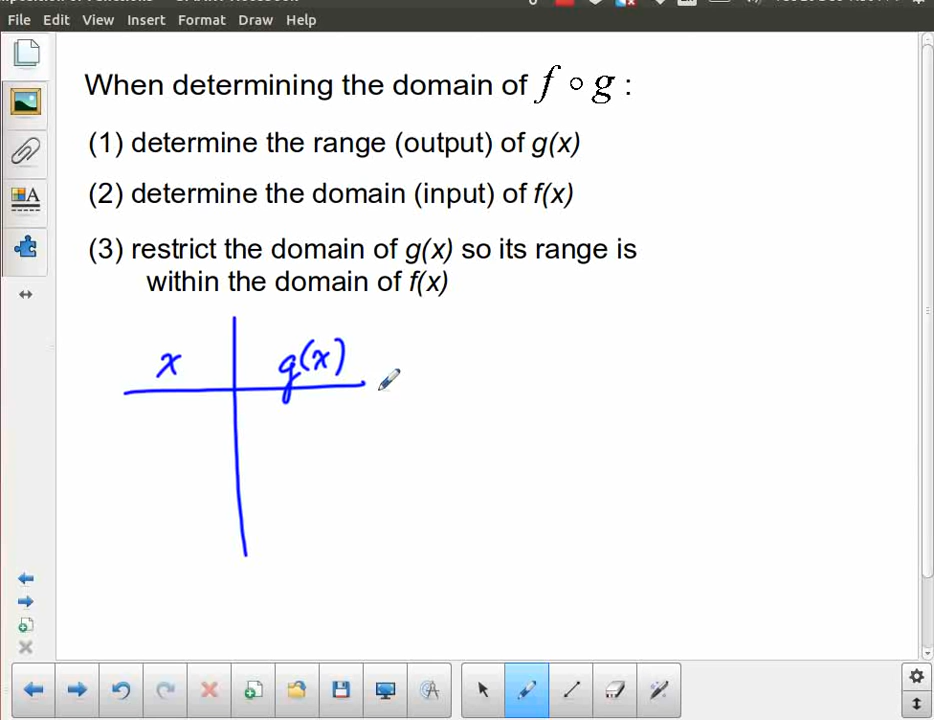 File Edit View Insert Format Draw Help
When determining the domain of f ∘ g :
(1) determine the range (output) of g(x)
(2) determine the domain (input) of f(x)
(3) restrict the domain of g(x) so its range is
within the domain of f(x)
x g(x)